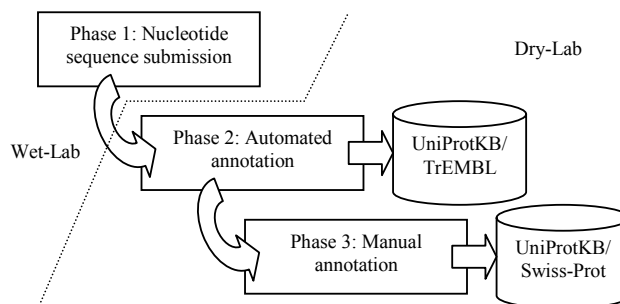 Phase 1: Nucleotide
sequence submission
Dry-Lab
Wet-Lab
Phase 2: Automated
annotation
UniProtKB/
TrEMBL
Phase 3: Manual
annotation
UniProtKB/
Swiss-Prot